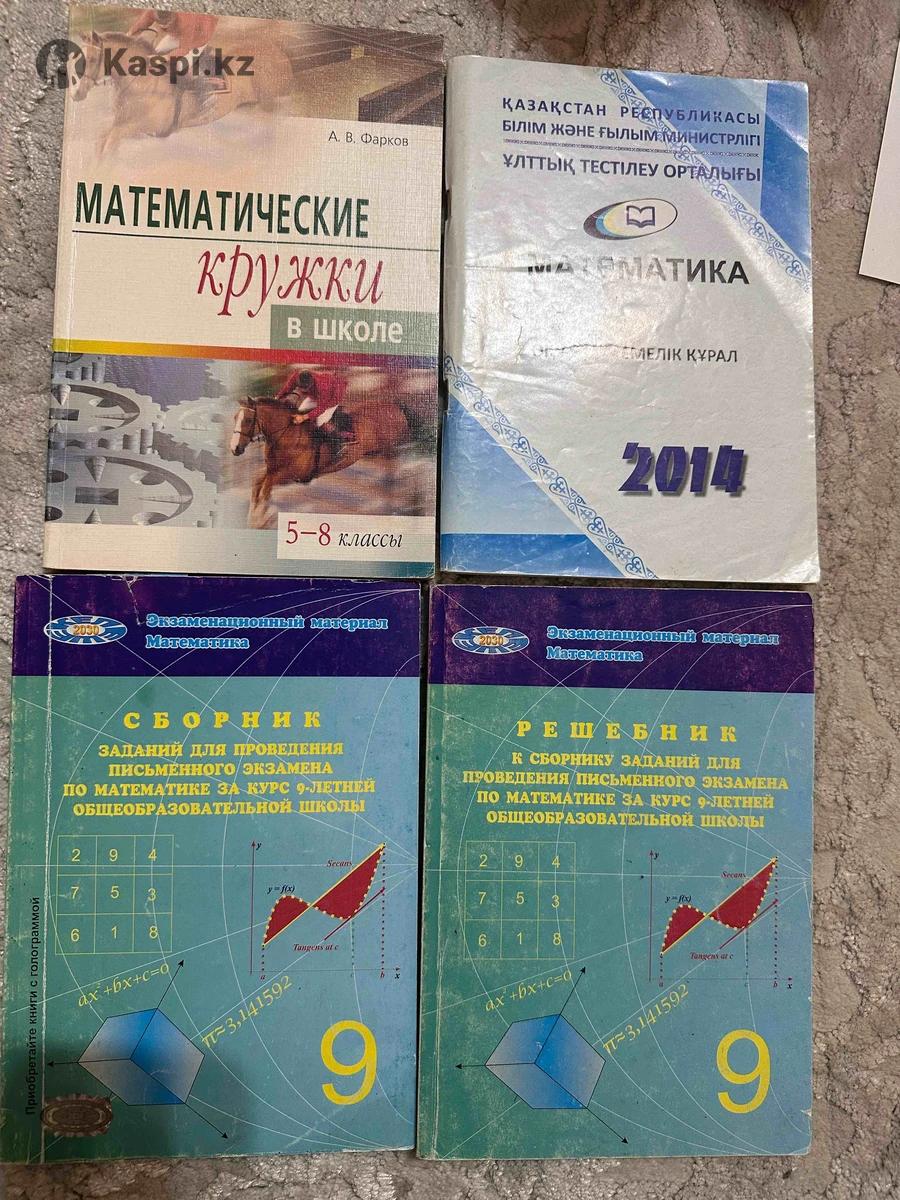 Kaspi.kz
А. В. Фарков
МАТЕМАТИЧЕСКИЕ
кружки
в школе
5–8 классы
ҚАЗАҚСТАН РЕСПУБЛИКАСЫ
БІЛІМ ЖӘНЕ ҒЫЛЫМ МИНИСТРЛІГІ
ҰЛТТЫҚ ТЕСТІЛЕУ ОРТАЛЫҒЫ
МАТЕМАТИКА
ҚҰРАЛ
2014
2030
Экзаменационный материал
Математика
СБОРНИК
ЗАДАНИЙ ДЛЯ ПРОВЕДЕНИЯ
ПИСЬМЕННОГО ЭКЗАМЕНА
ПО МАТЕМАТИКЕ ЗА КУРС 9-ЛЕТНЕЙ
ОБЩЕОБРАЗОВАТЕЛЬНОЙ ШКОЛЫ
2 9 4
7 5 3
6 1 8
y
Secans
y = f(x)
Tangens at c
a b x
ax²+bx+c=0
π≈3,141592
9
Приобретайте книги с голограммой
2030
Экзаменационный материал
Математика
РЕШЕБНИК
К СБОРНИКУ ЗАДАНИЙ ДЛЯ
ПРОВЕДЕНИЯ ПИСЬМЕННОГО ЭКЗАМЕНА
ПО МАТЕМАТИКЕ ЗА КУРС 9-ЛЕТНЕЙ
ОБЩЕОБРАЗОВАТЕЛЬНОЙ ШКОЛЫ
2 9 4
7 5 3
6 1 8
y
Secans
y = f(x)
Tangens at c
a b x
ax²+bx+c=0
π≈3,141592
9